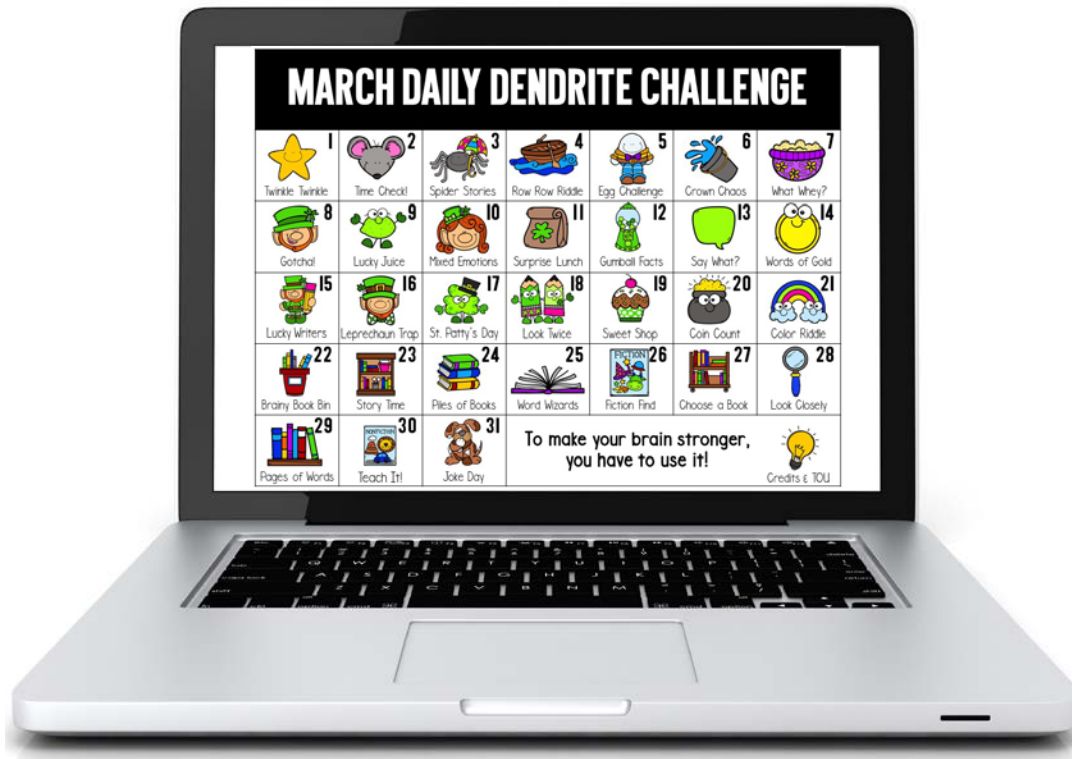 MARCH DAILY DENDRITE CHALLENGE
1 2 3 4 5 6 7
Twinkle Twinkle Time Check! Spider Stories Row Row Riddle Egg Challenge Crown Chaos What Whey?
8 9 10 11 12 13 14
Gotcha! Lucky Juice Mixed Emotions Surprise Lunch Gumball Facts Say What? Words of Gold
15 16 17 18 19 20 21
Lucky Writers Leprechaun Trap St. Patty's Day Look Twice Sweet Shop Coin Count Color Riddle
22 23 24 25 26 27 28
FICTION
Brainy Book Bin Story Time Piles of Books Word Wizards Fiction Find Choose a Book Look Closely
29 30 31
NONFICTION
To make your brain stronger,
you have to use it!
Pages of Words Teach It! Joke Day Credits & TOU